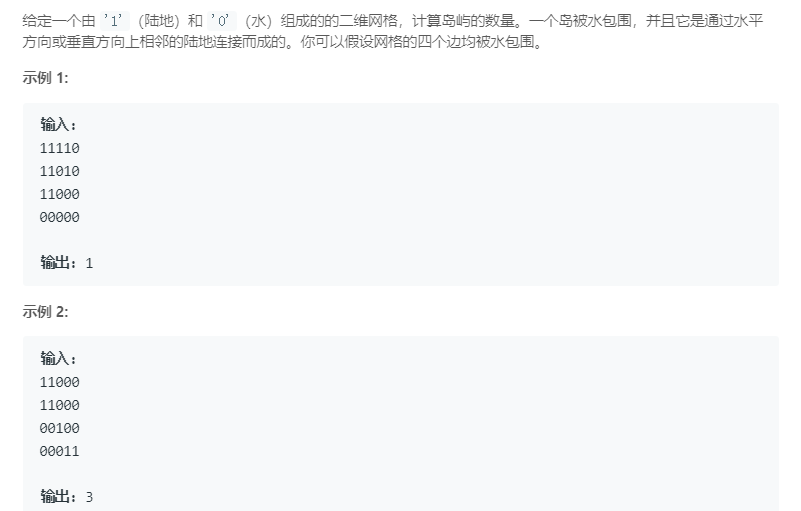 给定一个由 '1' （陆地）和 '0' （水）组成的的二维网格，计算岛屿的数量。一个岛被水包围，并且它是通过水平
方向或垂直方向上相邻的陆地连接而成的。你可以假设网格的四个边均被水包围。
示例 1:
输入:
11110
11010
11000
00000
输出: 1
示例 2:
输入:
11000
11000
00100
00011
输出: 3